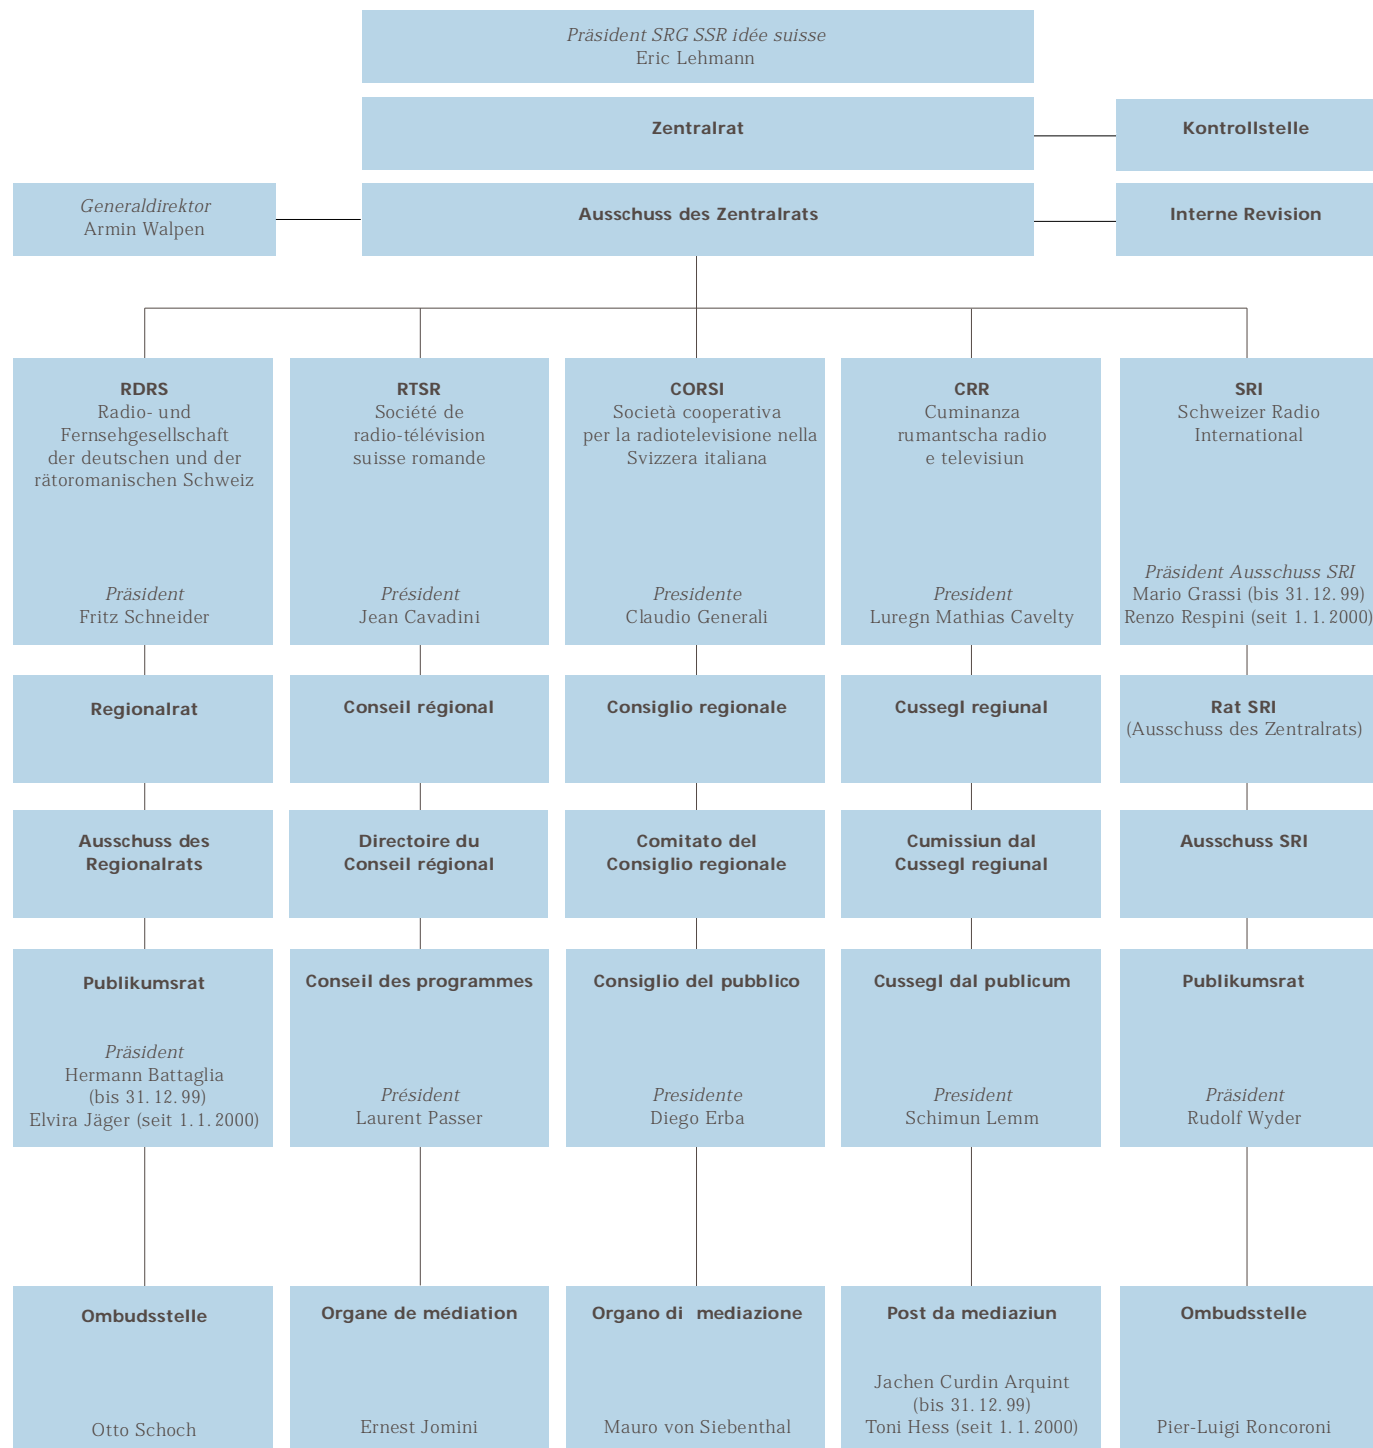 Präsident SRG SSR idée suisse
Eric Lehmann
Zentralrat
Kontrollstelle
Generaldirektor
Armin Walpen
Ausschuss des Zentralrats
Interne Revision
RDRS
Radio- und
Fernsehgesellschaft
der deutschen und der
rätoromanischen Schweiz
Präsident
Fritz Schneider
RTSR
Société de
radio-télévision
suisse romande
Président
Jean Cavadini
CORSI
Società cooperativa
per la radiotelevisione nella
Svizzera italiana
Presidente
Claudio Generali
CRR
Cuminanza
rumantscha radio
e televisiun
President
Luregn Mathias Cavelty
SRI
Schweizer Radio
International
Präsident Ausschuss SRI
Mario Grassi (bis 31.12.99)
Renzo Respini (seit 1.1.2000)
Regionalrat
Conseil régional
Consiglio regionale
Cussegl regiunal
Rat SRI
(Ausschuss des Zentralrats)
Ausschuss des
Regionalrats
Directoire du
Conseil régional
Comitato del
Consiglio regionale
Cumissiun dal
Cussegl regiunal
Ausschuss SRI
Publikumsrat
Präsident
Hermann Battaglia
(bis 31.12.99)
Elvira Jäger (seit 1.1.2000)
Conseil des programmes
Président
Laurent Passer
Consiglio del pubblico
Presidente
Diego Erba
Cussegl dal publicum
President
Schimun Lemm
Publikumsrat
Präsident
Rudolf Wyder
Ombudsstelle
Otto Schoch
Organe de médiation
Ernest Jomini
Organo di mediazione
Mauro von Siebenthal
Post da mediaziun
Jachen Curdin Arquint
(bis 31.12.99)
Toni Hess (seit 1.1.2000)
Ombudsstelle
Pier-Luigi Roncoroni